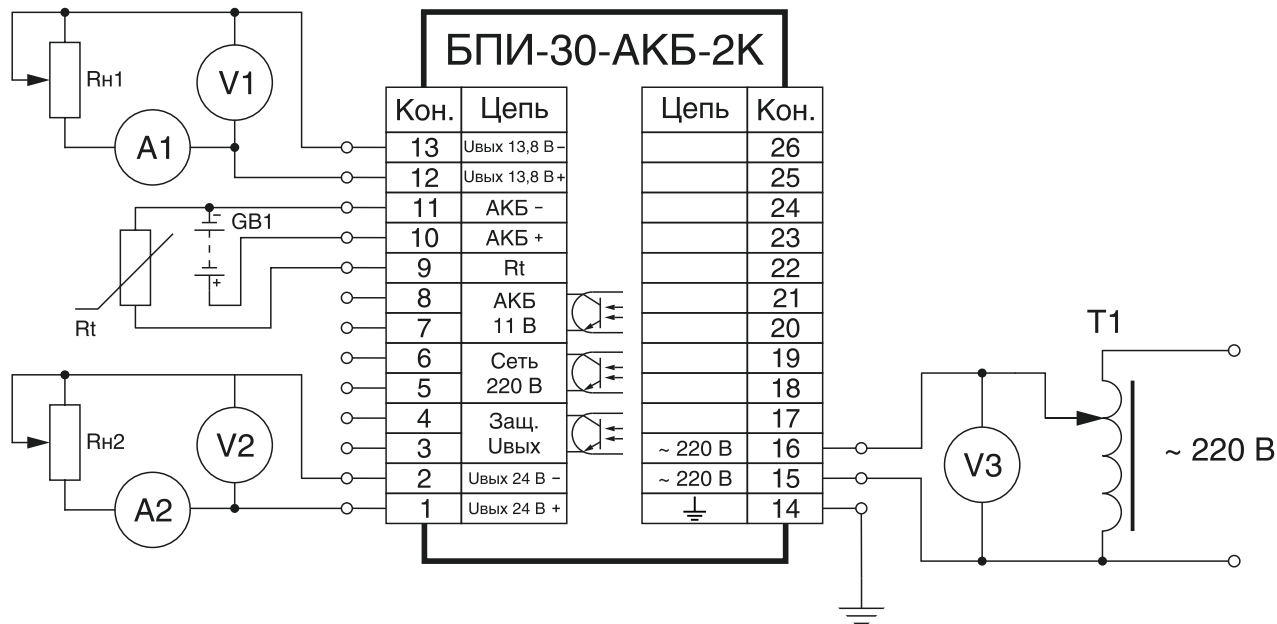 БПИ-30-АКБ-2К
Rн1
V1
A1
GB1
−
+
Rt
Rн2
V2
A2
Кон. Цепь
13 Uвых 13,8 В −
12 Uвых 13,8 В +
11 АКБ −
10 АКБ +
9 Rt
8 АКБ
7 11 В
6 Сеть
5 220 В
4 Защ.
3 Uвых
2 Uвых 24 В −
1 Uвых 24 В +
Цепь Кон.
26
25
24
23
22
21
20
19
18
17
~ 220 В 16
~ 220 В 15
14
V3
T1
~ 220 В